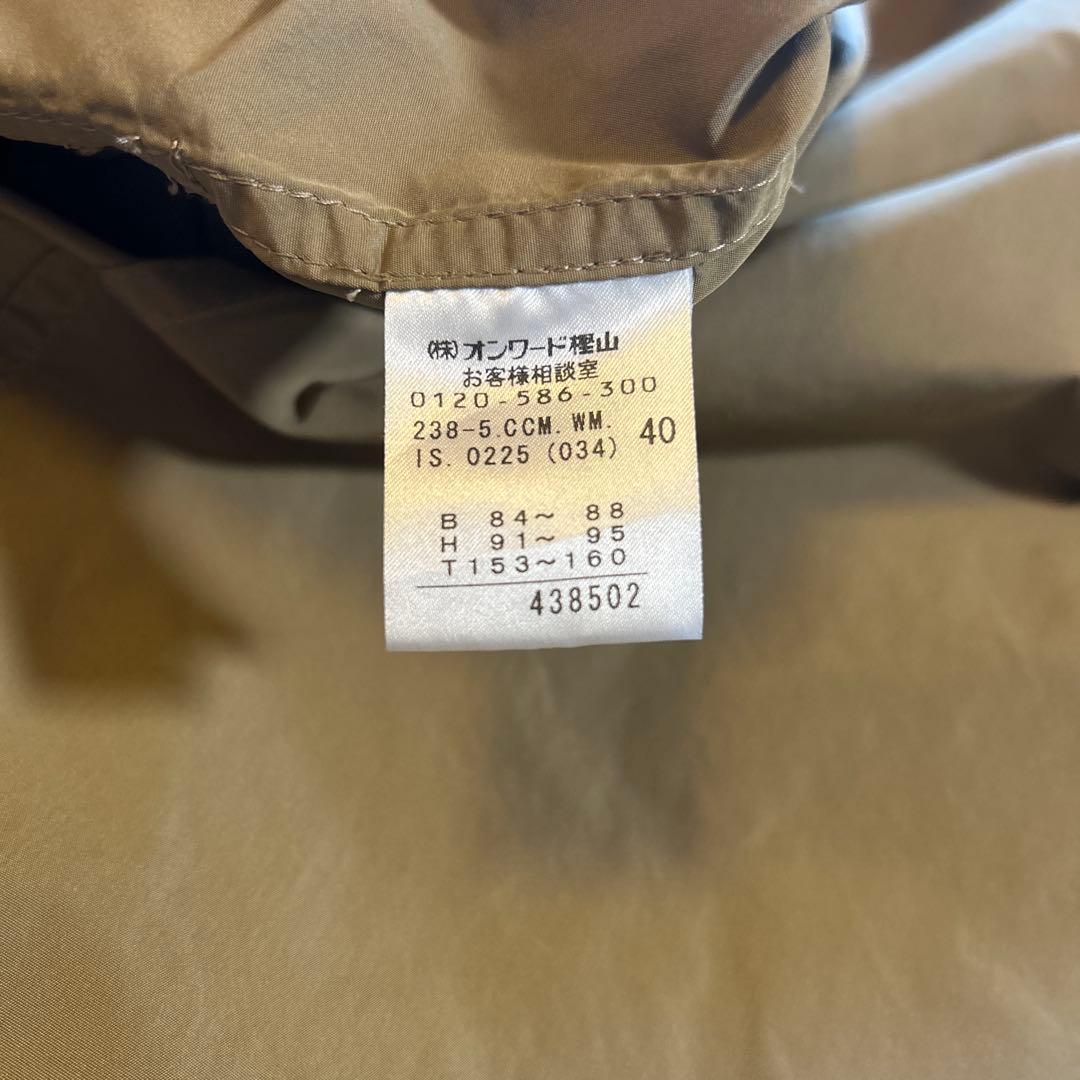 (株)オンワード樫山
お客様相談室
0120-586-300
238-5.CCM.WM.
IS. 0225 (034) 40
B 84～ 88
H 91～ 95
T153～160
438502